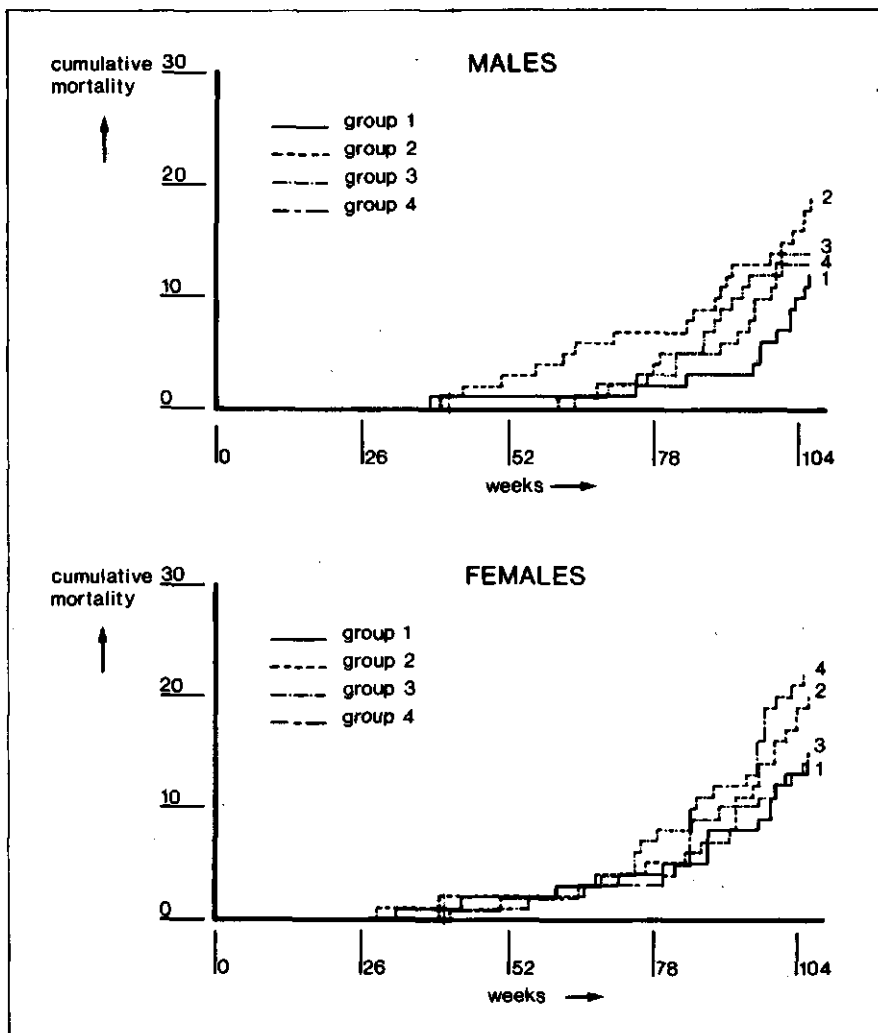 MALES
cumulative 30
mortality
group 1
group 2
group 3
group 4
20
10
0
2
3
4
1
0 26 52 78 104
weeks
FEMALES
cumulative 30
mortality
group 1
group 2
group 3
group 4
20
10
0
4
2
3
1
0 26 52 78 104
weeks